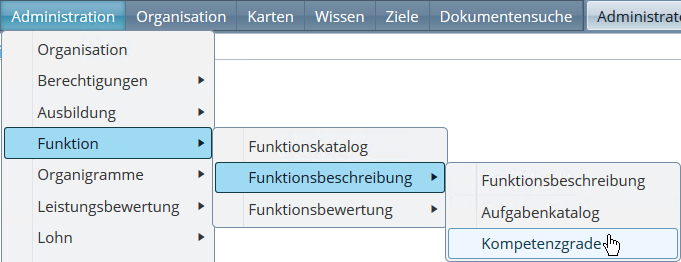 Administration Organisation Karten Wissen Ziele Dokumentensuche
Organisation
Berechtigungen
Ausbildung
Funktion
Organigramme
Leistungsbewertung
Lohn
Funktionskatalog
Funktionsbeschreibung
Funktionsbewertung
Funktionsbeschreibung
Aufgabenkatalog
Kompetenzgrade